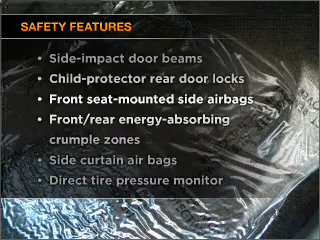 SAFETY FEATURES
• Side-impact door beams
• Child-protector rear door locks
• Front seat-mounted side airbags
• Front/rear energy-absorbing
crumple zones
• Side curtain air bags
• Direct tire pressure monitor